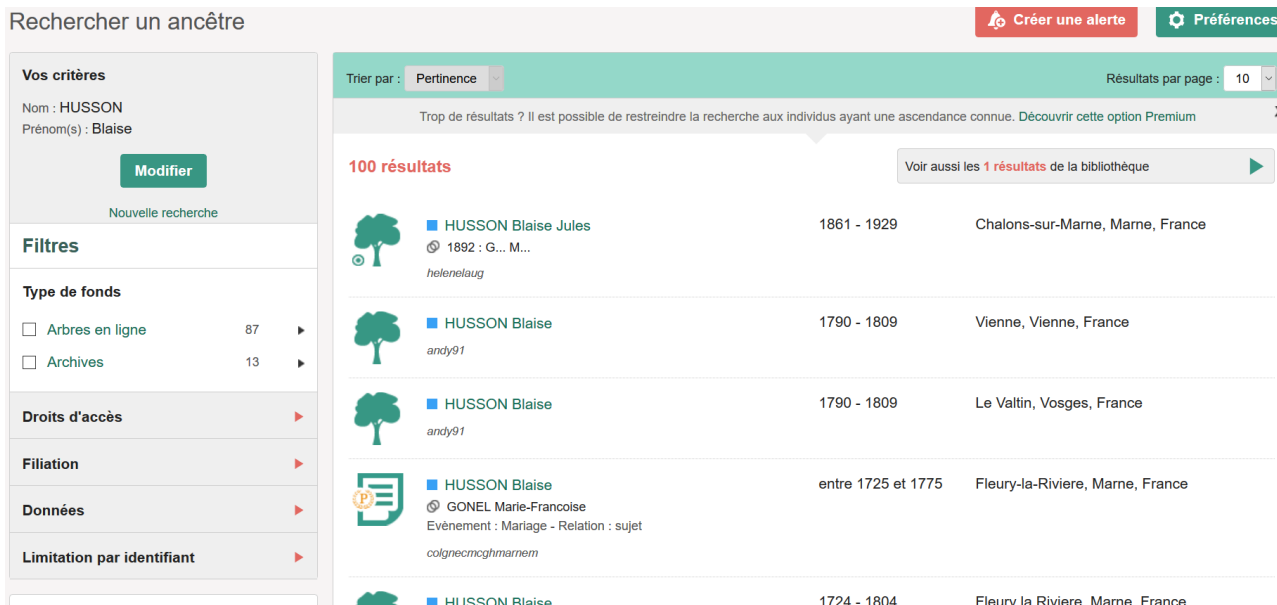 Rechercher un ancêtre
Créer une alerte
Préférences
Vos critères
Nom : HUSSON
Prénom(s) : Blaise
Modifier
Nouvelle recherche
Filtres
Type de fonds
Arbres en ligne 87
Archives 13
Droits d'accès
Filiation
Données
Limitation par identifiant
Trier par : Pertinence
Résultats par page : 10
Trop de résultats ? Il est possible de restreindre la recherche aux individus ayant une ascendance connue. Découvrir cette option Premium
100 résultats
Voir aussi les 1 résultats de la bibliothèque
HUSSON Blaise Jules 1861 - 1929 Chalons-sur-Marne, Marne, France
1892 : G... M...
helenelaug
HUSSON Blaise 1790 - 1809 Vienne, Vienne, France
andy91
HUSSON Blaise 1790 - 1809 Le Valtin, Vosges, France
andy91
P
HUSSON Blaise entre 1725 et 1775 Fleury-la-Riviere, Marne, France
GONEL Marie-Francoise
Evènement : Mariage - Relation : sujet
colgnecmcghmarnem
HUSSON Blaise 1724 - 1804 Fleury la Riviere, Marne, France